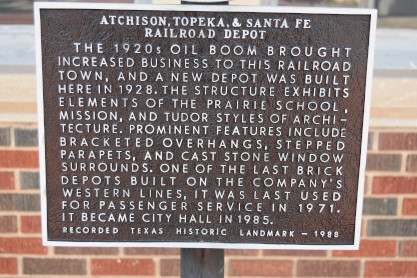 ATCHISON, TOPEKA, & SANTA FE
RAILROAD DEPOT
THE 1920s OIL BOOM BROUGHT
INCREASED BUSINESS TO THIS RAILROAD
TOWN, AND A NEW DEPOT WAS BUILT
HERE IN 1928. THE STRUCTURE EXHIBITS
ELEMENTS OF THE PRAIRIE SCHOOL,
MISSION, AND TUDOR STYLES OF ARCHI-
TECTURE. PROMINENT FEATURES INCLUDE
BRACKETED OVERHANGS, STEPPED
PARAPETS, AND CAST STONE WINDOW
SURROUNDS. ONE OF THE LAST BRICK
DEPOTS BUILT ON THE COMPANY'S
WESTERN LINES, IT WAS LAST USED
FOR PASSENGER SERVICE IN 1971.
IT BECAME CITY HALL IN 1985.
RECORDED TEXAS HISTORIC LANDMARK – 1988